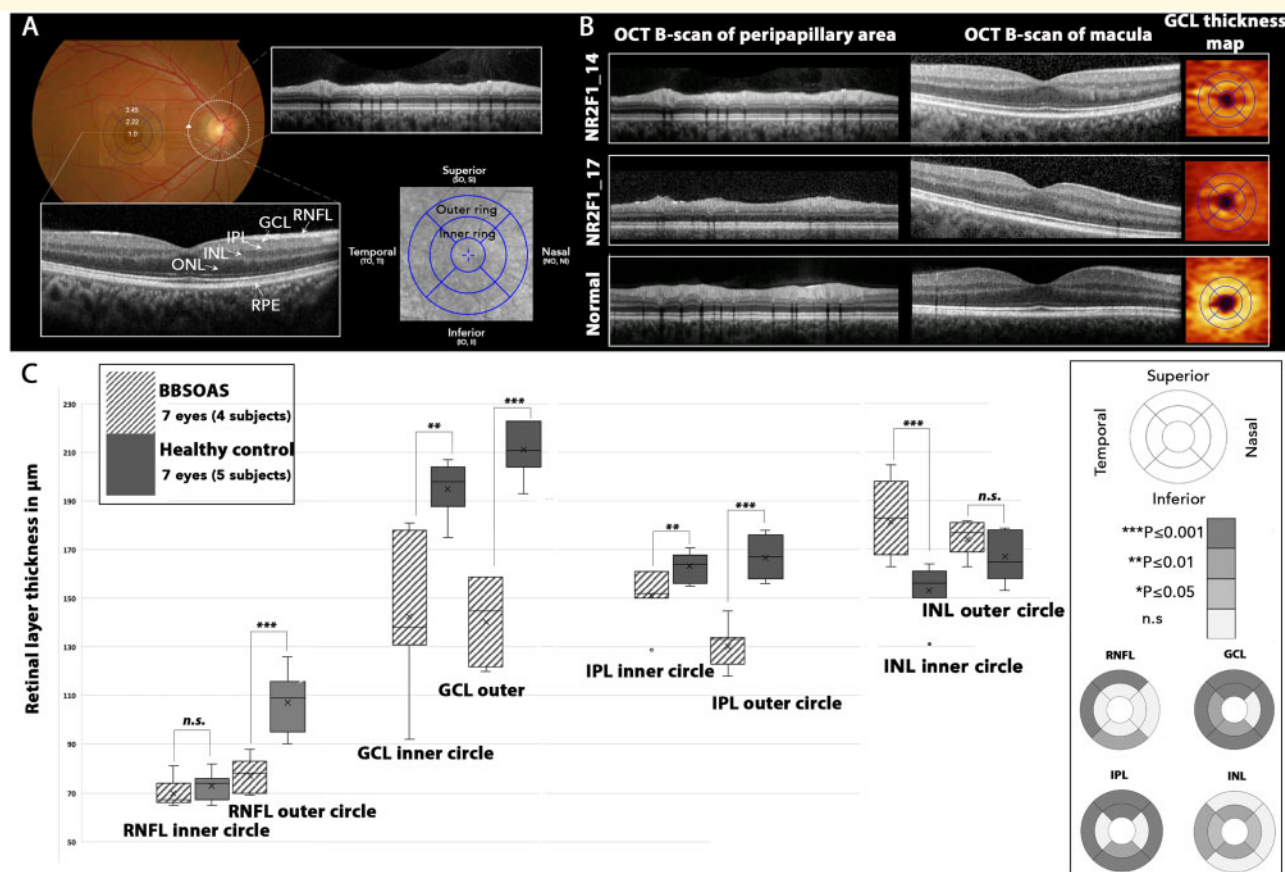 A
3.45
2.22
1.0
RNFL
GCL
IPL
INL
ONL
RPE
Superior
(SO, SI)
Outer ring
Inner ring
Temporal
(TO, TI)
Nasal
(NO, NI)
Inferior
(IO, II)
B
OCT B-scan of peripapillary area
OCT B-scan of macula
GCL thickness
map
NR2F1_14
NR2F1_17
Normal
C
BBSOAS
7 eyes (4 subjects)
Healthy control
7 eyes (5 subjects)
Retinal layer thickness in µm
230
210
190
170
150
130
110
90
70
50
n.s.
***
**
***
**
***
***
n.s.
RNFL inner circle
RNFL outer circle
GCL inner circle
GCL outer
IPL inner circle
IPL outer circle
INL inner circle
INL outer circle
Superior
Temporal
Nasal
Inferior
***P≤0.001
**P≤0.01
*P≤0.05
n.s
RNFL
GCL
IPL
INL